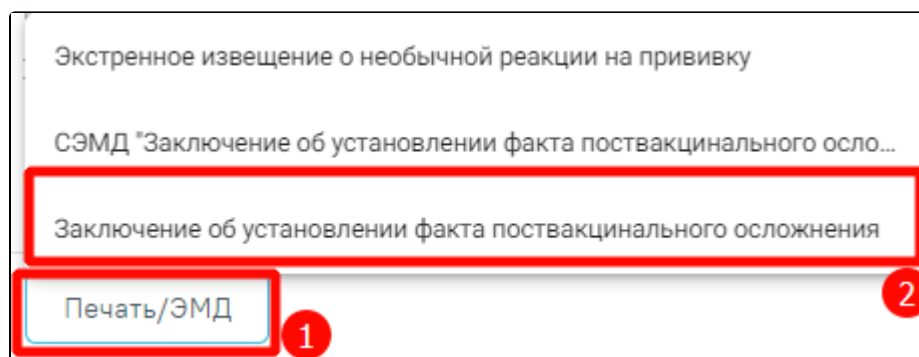 Экстренное извещение о необычной реакции на прививку
СЭМД "Заключение об установлении факта поствакцинального осло...
Заключение об установлении факта поствакцинального осложнения
2
Печать/ЭМД
1